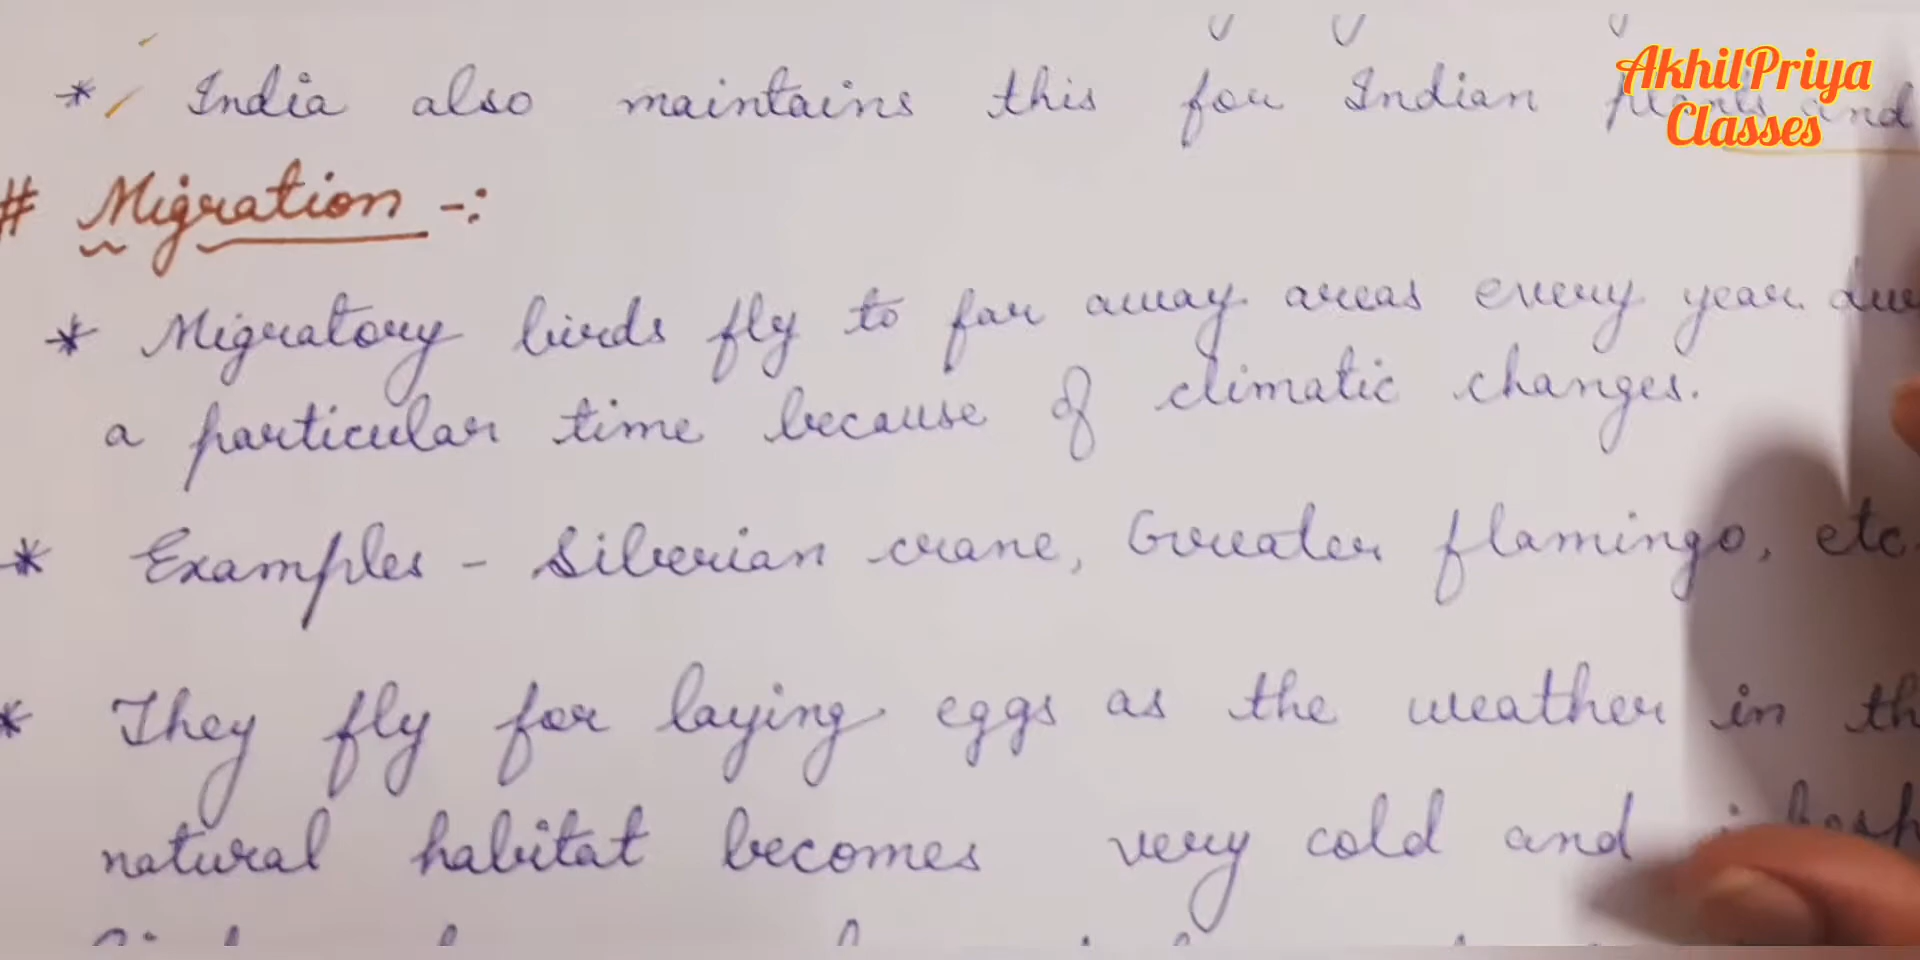 * India also maintains this for Indian plants and
AkhilPriya
Classes
# Migration -:
* Migratory birds fly to far away areas every year
a particular time because of climatic changes.
* Examples - Siberian crane, Greater flamingo, etc.
* They fly for laying eggs as the weather in
natural habitat becomes very cold and